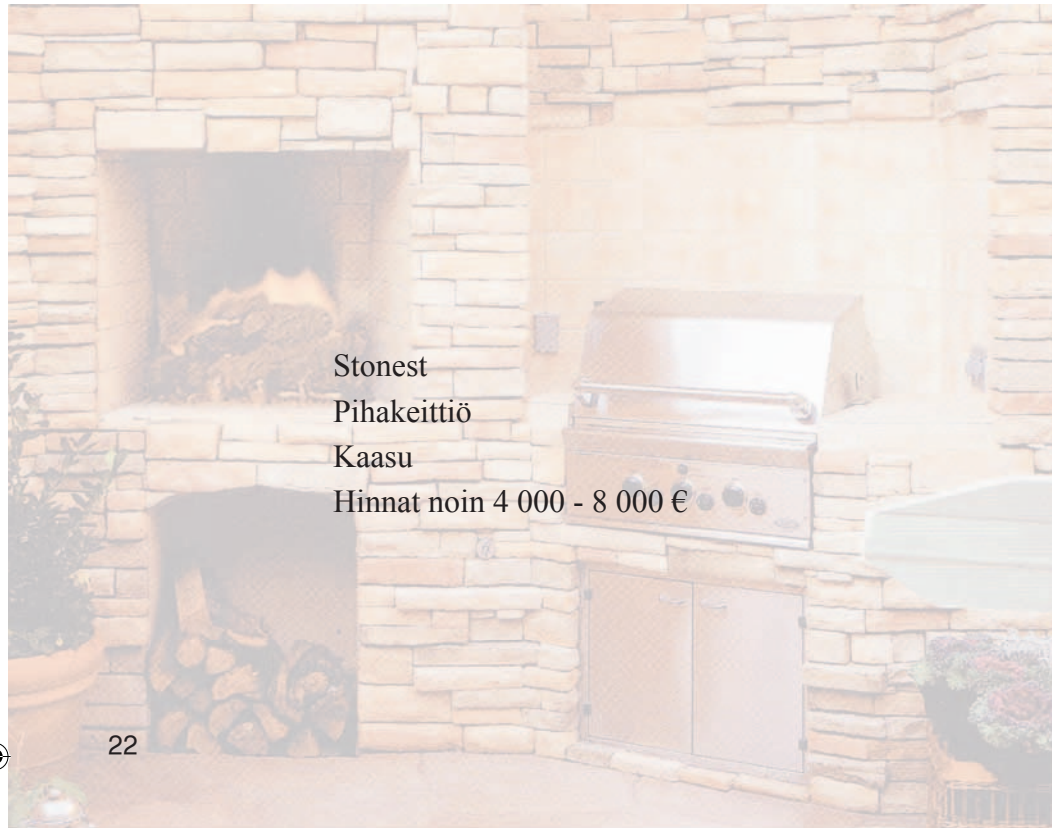 Stonest
Pihakeittiö
Kaasu
Hinnat noin 4 000 - 8 000 €
22